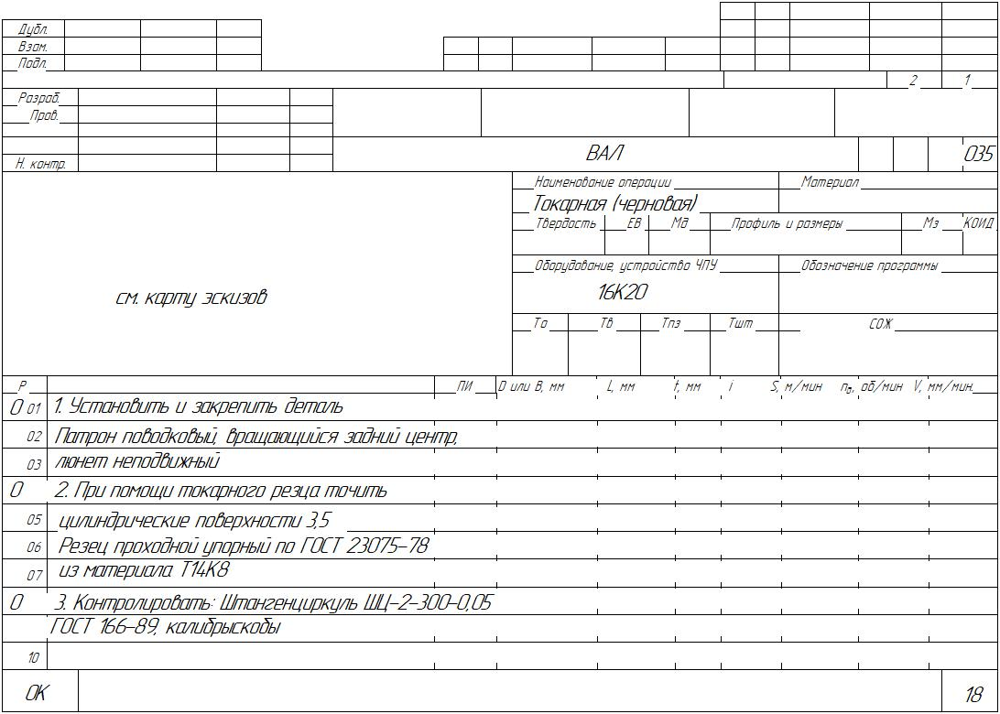 Дубл.
Взам.
Подл.
2 1
Разраб.
Пров.
ВАЛ 035
Н. контр.
Наименование операции Материал
Токарная (черновая)
Твердость ЕВ Мд Профиль и размеры Мз КОИД
Оборудование, устройство ЧПУ Обозначение программы
см. карту эскизов 16К20
То Тв Тпз Тшт СОЖ
Р ПИ D или В, мм L, мм t, мм i S, м/мин nд, об/мин V, мм/мин.
О 01 1. Установить и закрепить деталь
02 Патрон поводковый, вращающийся задний центр,
03 люнет неподвижный
О 2. При помощи токарного резца точить
05 цилиндрические поверхности 3,5
06 Резец проходной упорный по ГОСТ 23075-78
07 из материала Т14К8
О 3. Контролировать: Штангенциркуль ШЦ-2-300-0,05
ГОСТ 166-89, калибрыскобы
10
ОК 18